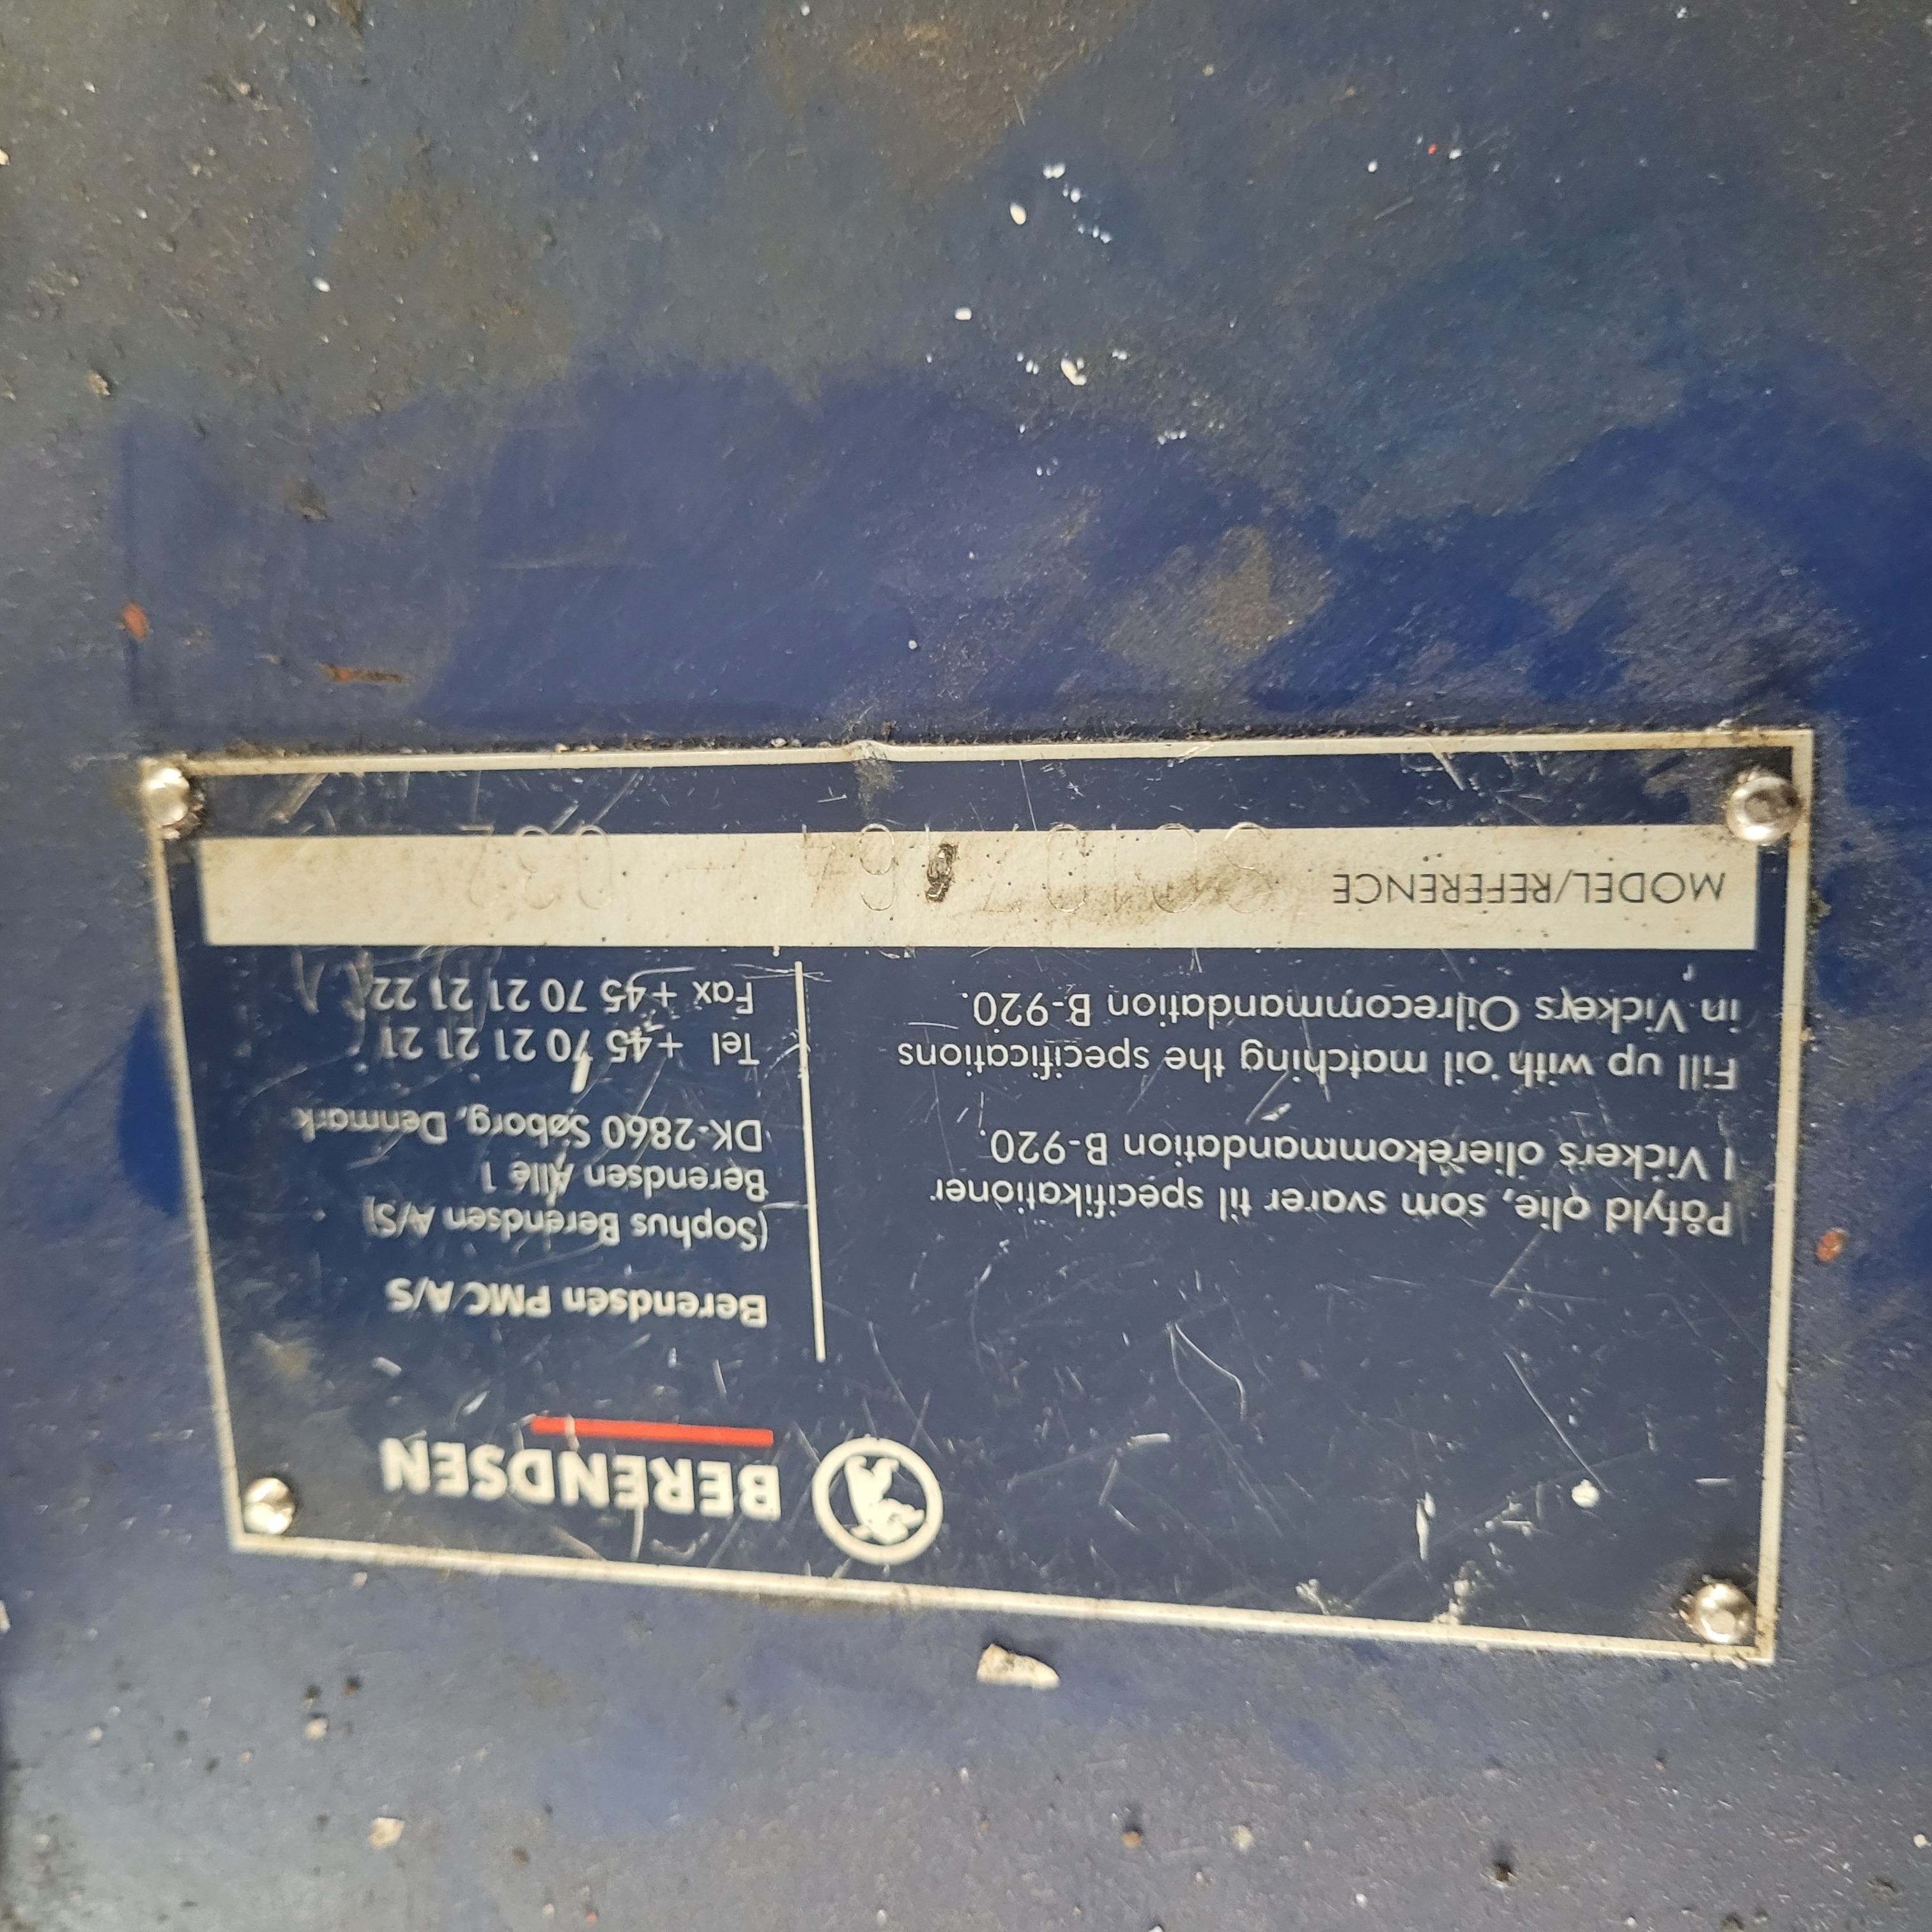 BERENDSEN
Berendsen PMC A/S
(Sophus Berendsen A/S)
Berendsen Allé 1
DK-2860 Søborg, Denmark
Tel +45 70 21 21 21
Fax +45 70 21 21 22
Påfyld olie, som svarer til specifikationer
I Vickers olierekommandation B-920.
Fill up with oil matching the specifications
in Vickers Oilrecommandation B-920.
MODEL/REFERENCE